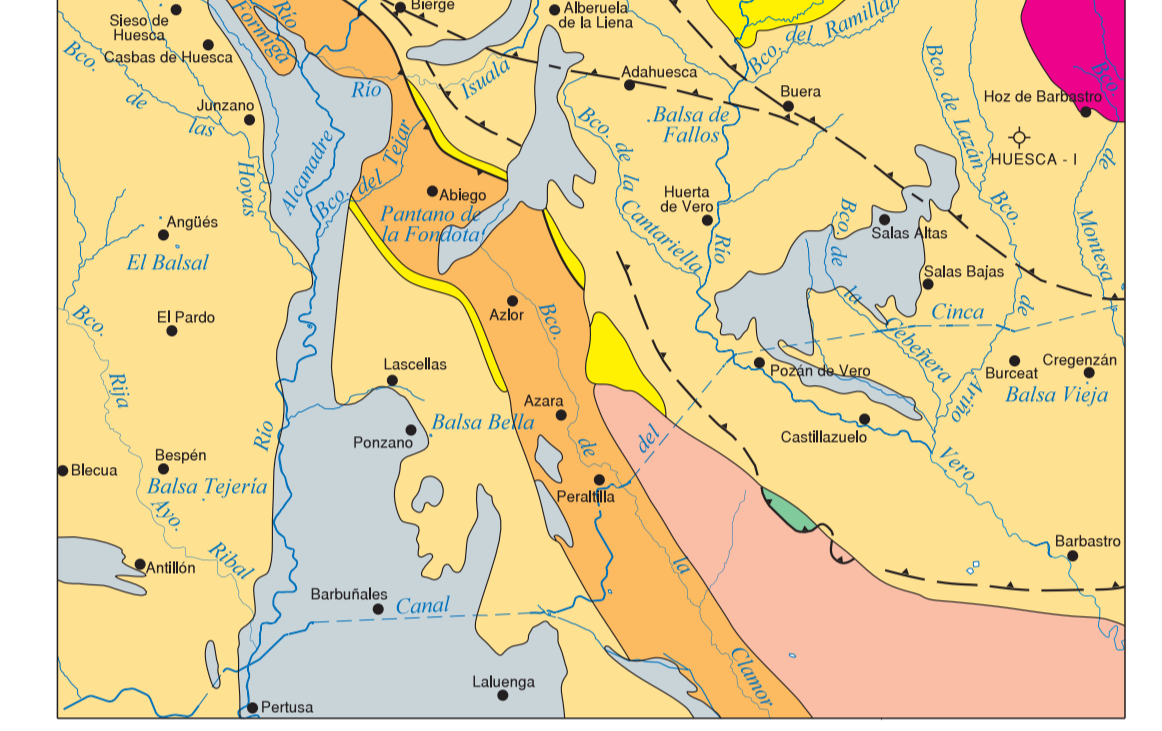 Bierge
Alberuela
de la Liena
Río
Formiga
Sieso de
Huesca
Casbas de Huesca
Bco.
de
las
Hoyas
Bco. del Ramillar
Isuala
Adahuesca
Río
Buera
Bco. de Lazán
Hoz de Barbastro
Bco.
de
Montesa
Junzano
Balsa de
Fallos
HUESCA - I
Alcanadre
Bco. del Tejar
Bco. de la Cantariella
Abiego
Pantano de
la Fondota
Huerta
de Vero
Río
Bco. de
la
Cebeñera
Salas Altas
Bco.
de
Ariño
Angüés
El Balsal
Salas Bajas
Cinca
El Pardo
Bco.
Rija
Azlor
Bco.
de
la
Clamor
Lascellas
Pozán de Vero
Burceat
Cregenzán
Balsa Vieja
Azara
Balsa Bella
Ponzano
Río
del
Castillazuelo
Vero
Blecua
Bespén
Balsa Tejería
Ayo.
Ribal
Peraltilla
Barbastro
Antillón
Barbuñales
Canal
Laluenga
Pertusa